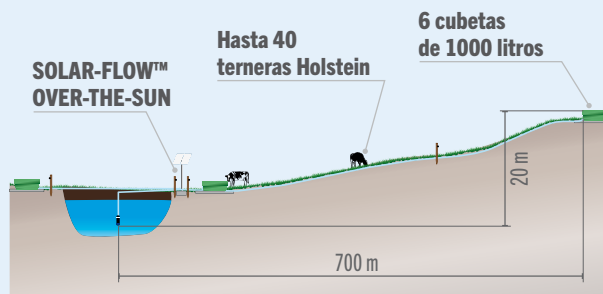 SOLAR-FLOW™
OVER-THE-SUN
Hasta 40
terneras Holstein
6 cubetas
de 1000 litros
20 m
700 m